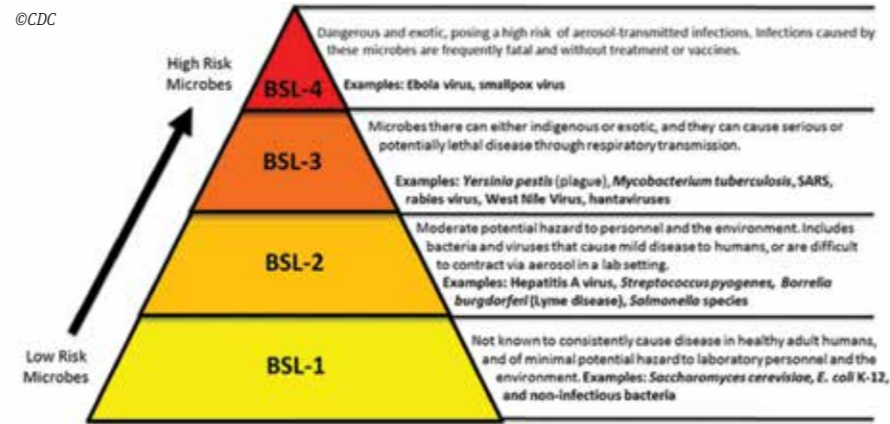 ©CDC
Dangerous and exotic, posing a high risk of aerosol-transmitted infections. Infections caused by
these microbes are frequently fatal and without treatment or vaccines.
High Risk
Microbes
BSL-4
Examples: Ebola virus, smallpox virus
Microbes there can either indigenous or exotic, and they can cause serious or
potentially lethal disease through respiratory transmission.
BSL-3
Examples: Yersinia pestis (plague), Mycobacterium tuberculosis, SARS,
rabies virus, West Nile Virus, hantaviruses
Moderate potential hazard to personnel and the environment. Includes
bacteria and viruses that cause mild disease to humans, or are difficult
to contract via aerosol in a lab setting.
BSL-2
Examples: Hepatitis A virus, Streptococcus pyogenes, Borrelia
burgdorferi (Lyme disease), Salmonella species
Not known to consistently cause disease in healthy adult humans,
and of minimal potential hazard to laboratory personnel and the
environment. Examples: Saccharomyces cerevisiae, E. coli K-12,
and non-infectious bacteria
BSL-1
Low Risk
Microbes